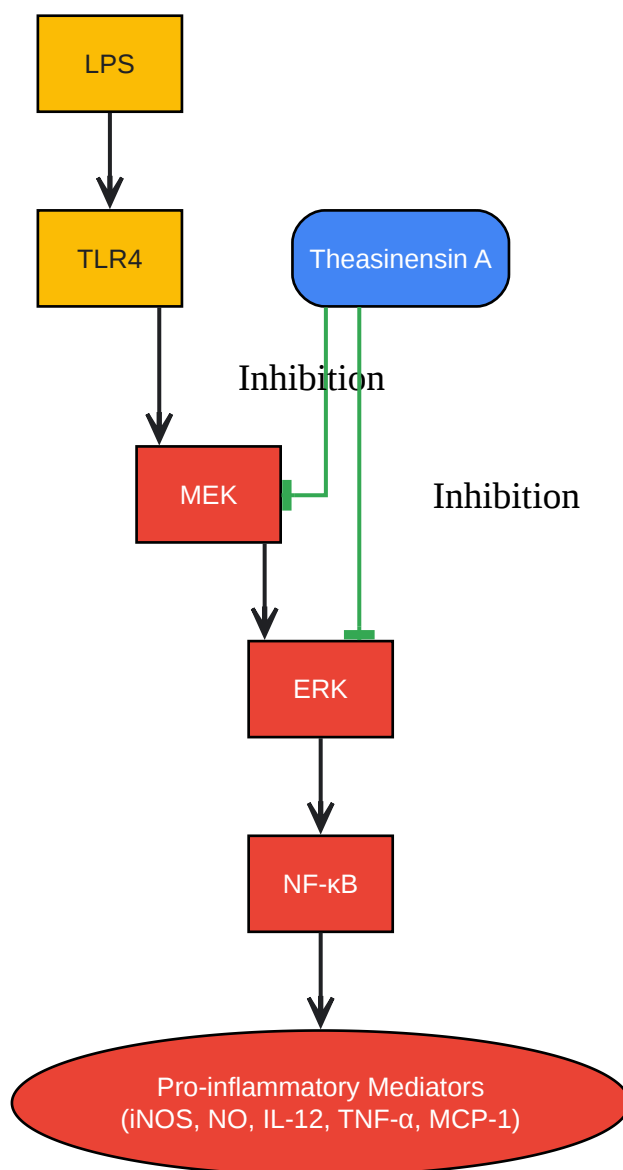 LPS
TLR4
Theasinensin A
Inhibition
MEK
Inhibition
ERK
NF-κB
Pro-inflammatory Mediators
(iNOS, NO, IL-12, TNF-α, MCP-1)